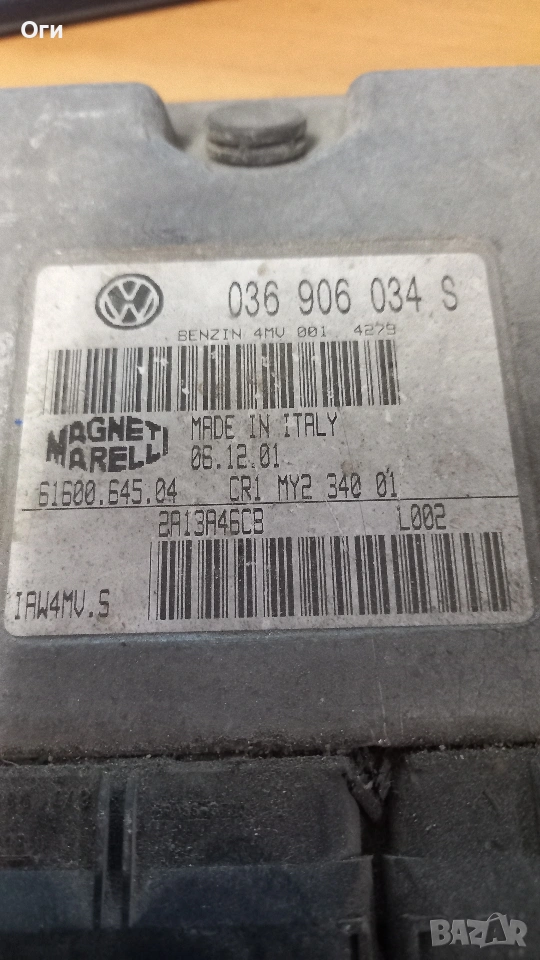 Оги
036 906 034 S
BENZIN 4MV 001 4279
MAGNETI MARELLI
MADE IN ITALY
06.12.01
61600.645.04 CR1 MY2 340 01
2A13A46CB L002
IAW4MV.S
BAZAR